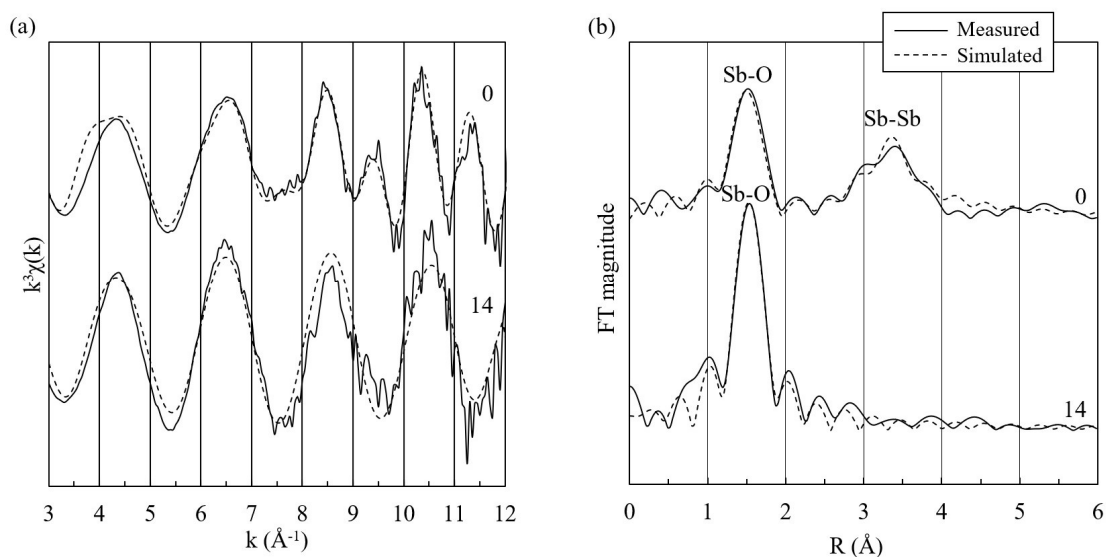 (a)
k³χ(k)
0
14
3 4 5 6 7 8 9 10 11 12
k (Å⁻¹)
(b)
Measured
Simulated
Sb-O
Sb-Sb
0
Sb-O
14
FT magnitude
0 1 2 3 4 5 6
R (Å)